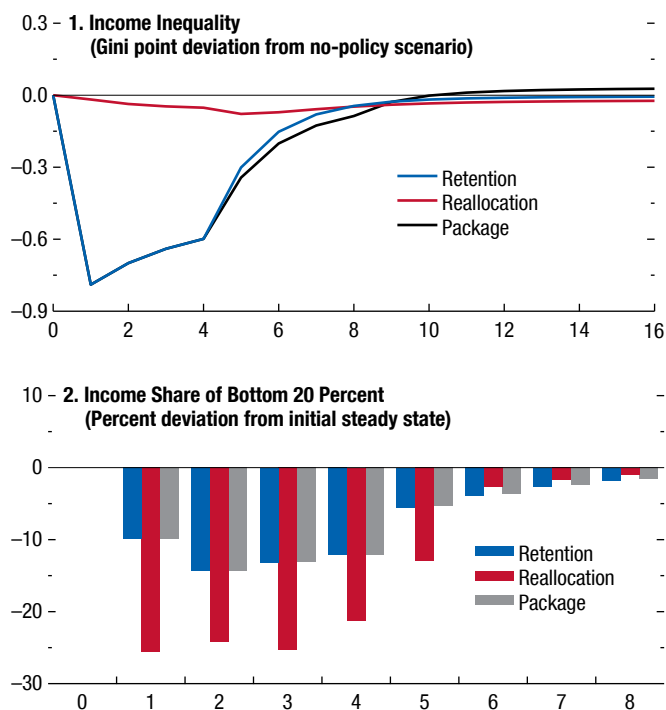 1. Income Inequality
(Gini point deviation from no-policy scenario)
0.3
0.0
–0.3
–0.6
–0.9
Retention
Reallocation
Package
0 2 4 6 8 10 12 14 16
2. Income Share of Bottom 20 Percent
(Percent deviation from initial steady state)
10
0
–10
–20
–30
Retention
Reallocation
Package
0 1 2 3 4 5 6 7 8